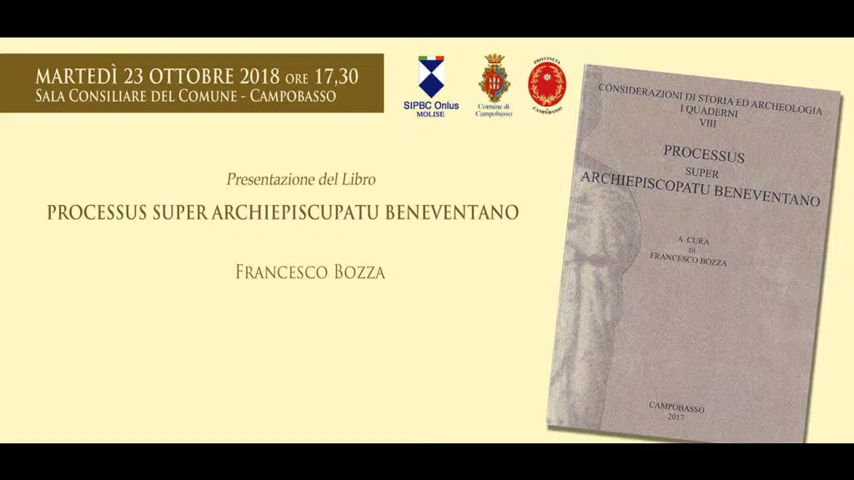 MARTEDÌ 23 OTTOBRE 2018 ORE 17,30
SALA CONSILIARE DEL COMUNE - CAMPOBASSO
SIPBC Onlus
MOLISE
Comune di
Campobasso
PROVINCIA
CAMPOBASSO
Presentazione del Libro
PROCESSUS SUPER ARCHIEPISCUPATU BENEVENTANO
FRANCESCO BOZZA
CONSIDERAZIONI DI STORIA ED ARCHEOLOGIA
I QUADERNI
VIII
PROCESSUS
SUPER
ARCHIEPISCOPATU BENEVENTANO
A CURA
DI
FRANCESCO BOZZA
CAMPOBASSO
2017